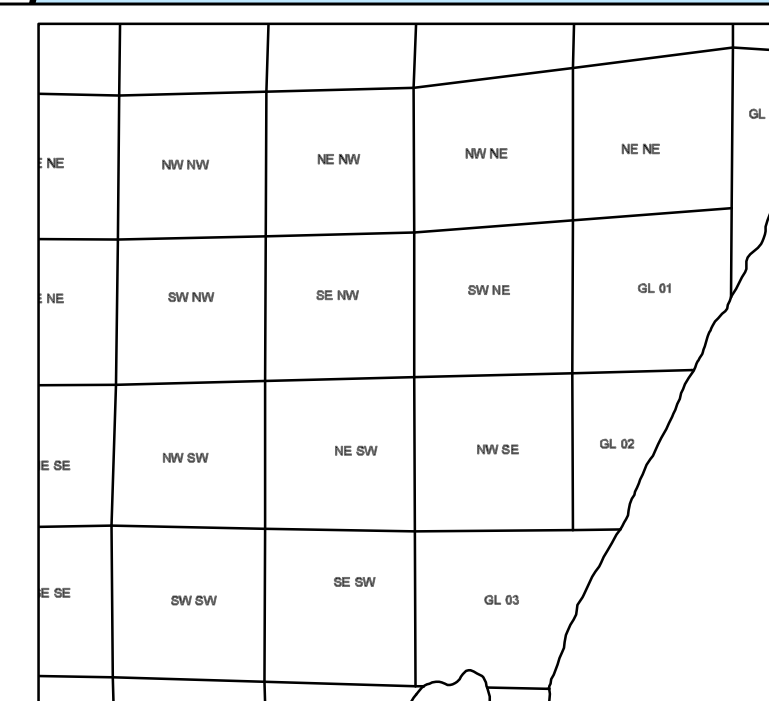 GL
NE NE
NW NE
NE NW
NW NW
NE
GL 01
SW NE
SE NW
SW NW
NE
GL 02
NW SE
NE SW
NW SW
E SE
SE SW
E SE
SW SW
GL 03